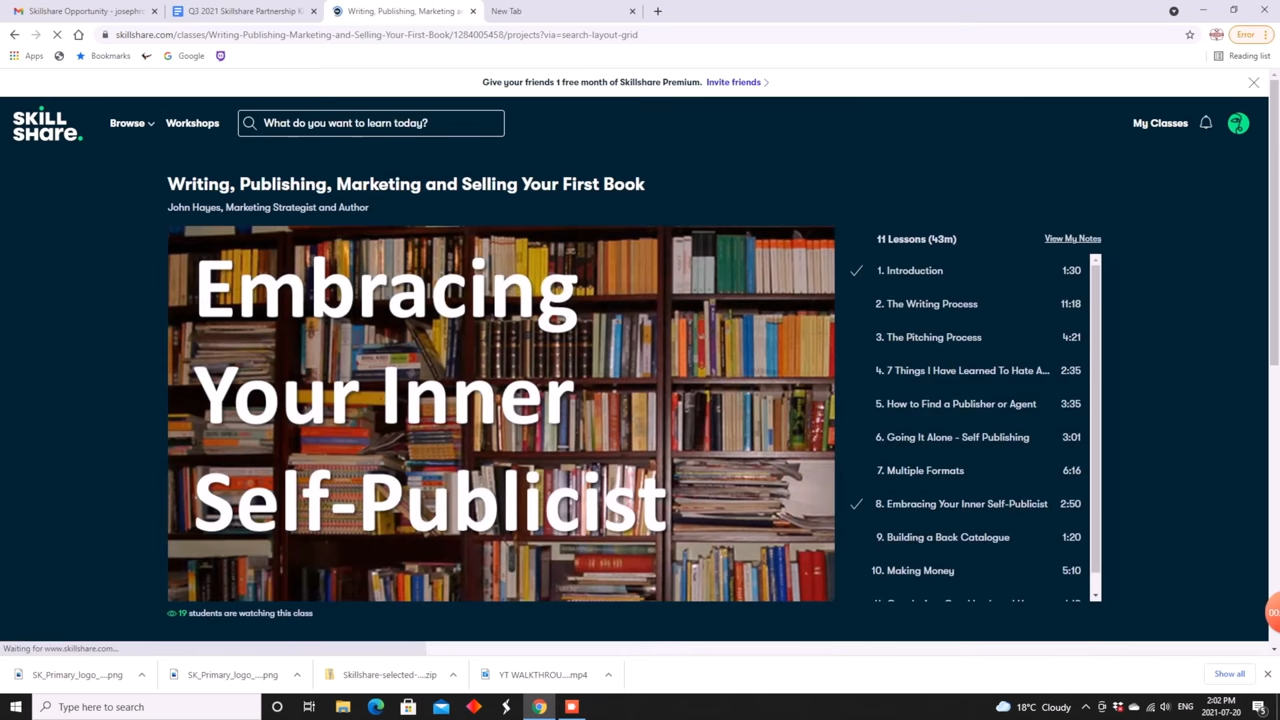 Skillshare Opportunity - josephr
Q3 2021 Skillshare Partnership K
Writing, Publishing, Marketing a
New Tab
skillshare.com/classes/Writing-Publishing-Marketing-and-Selling-Your-First-Book/1284005458/projects?via=search-layout-grid
Error
Apps
Bookmarks
Google
Reading list
Give your friends 1 free month of Skillshare Premium. Invite friends
SKILL
SHARE.
Browse
Workshops
What do you want to learn today?
My Classes
Writing, Publishing, Marketing and Selling Your First Book
John Hayes, Marketing Strategist and Author
Embracing
Your Inner
Self-Publicist
11 Lessons (43m)
View My Notes
1. Introduction 1:30
2. The Writing Process 11:18
3. The Pitching Process 4:21
4. 7 Things I Have Learned To Hate A... 2:35
5. How to Find a Publisher or Agent 3:35
6. Going It Alone - Self Publishing 3:01
7. Multiple Formats 6:16
8. Embracing Your Inner Self-Publicist 2:50
9. Building a Back Catalogue 1:20
10. Making Money 5:10
19 students are watching this class
Waiting for www.skillshare.com...
SK_Primary_logo_....png
SK_Primary_logo_....png
Skillshare-selected-....zip
YT WALKTHROU....mp4
Show all
Type here to search
18°C Cloudy
2:02 PM
2021-07-20